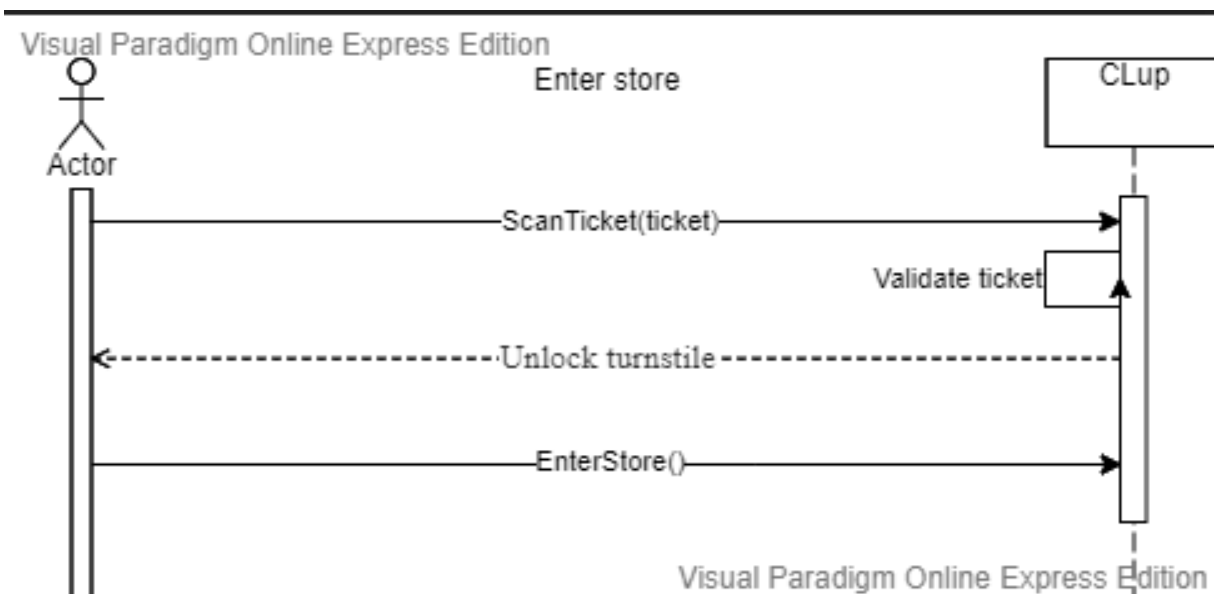 Visual Paradigm Online Express Edition
Enter store
CLup
Actor
ScanTicket(ticket)
Validate ticket
Unlock turnstile
EnterStore()
Visual Paradigm Online Express Edition